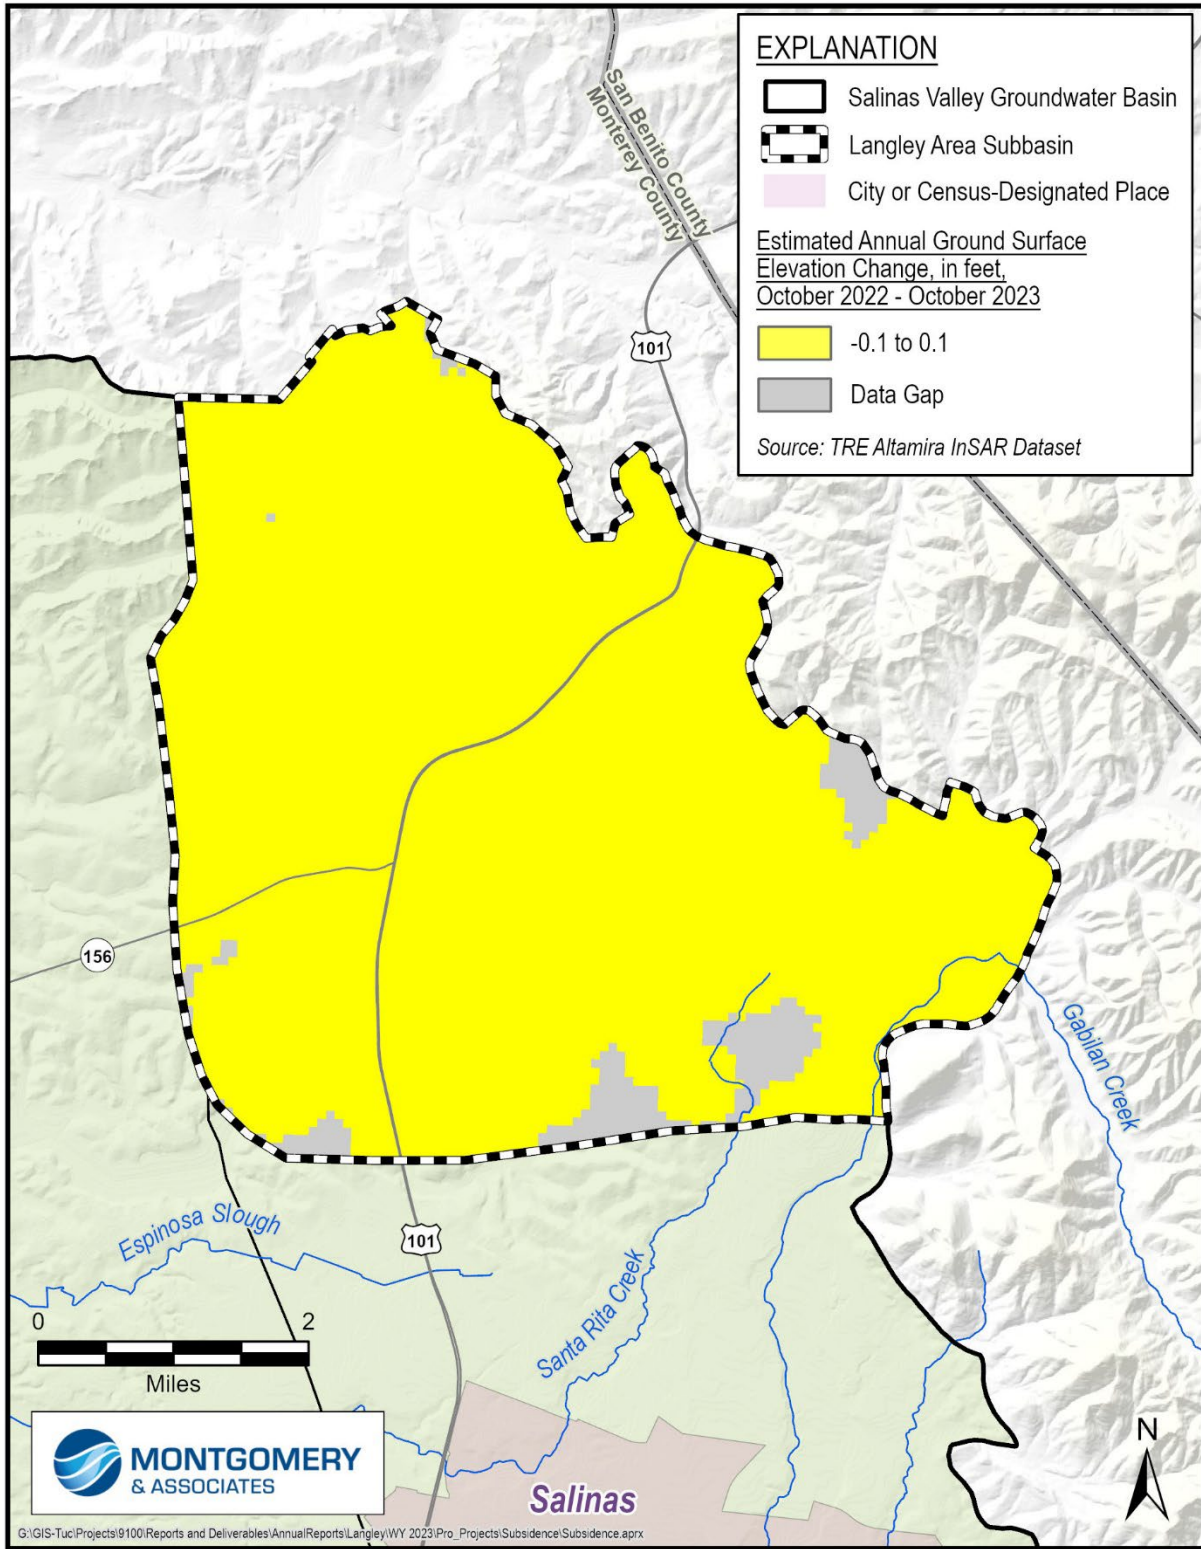 EXPLANATION
Salinas Valley Groundwater Basin
Langley Area Subbasin
City or Census-Designated Place
Estimated Annual Ground Surface
Elevation Change, in feet,
October 2022 - October 2023
-0.1 to 0.1
Data Gap
Source: TRE Altamira InSAR Dataset
San Benito County
Monterey County
101
156
Gabilan Creek
Espinosa Slough
101
Santa Rita Creek
0 2
Miles
MONTGOMERY
& ASSOCIATES
Salinas
N
G:\GIS-Tuc\Projects\9100\Reports and Deliverables\AnnualReports\Langley\WY 2023\Pro_Projects\Subsidence\Subsidence.aprx